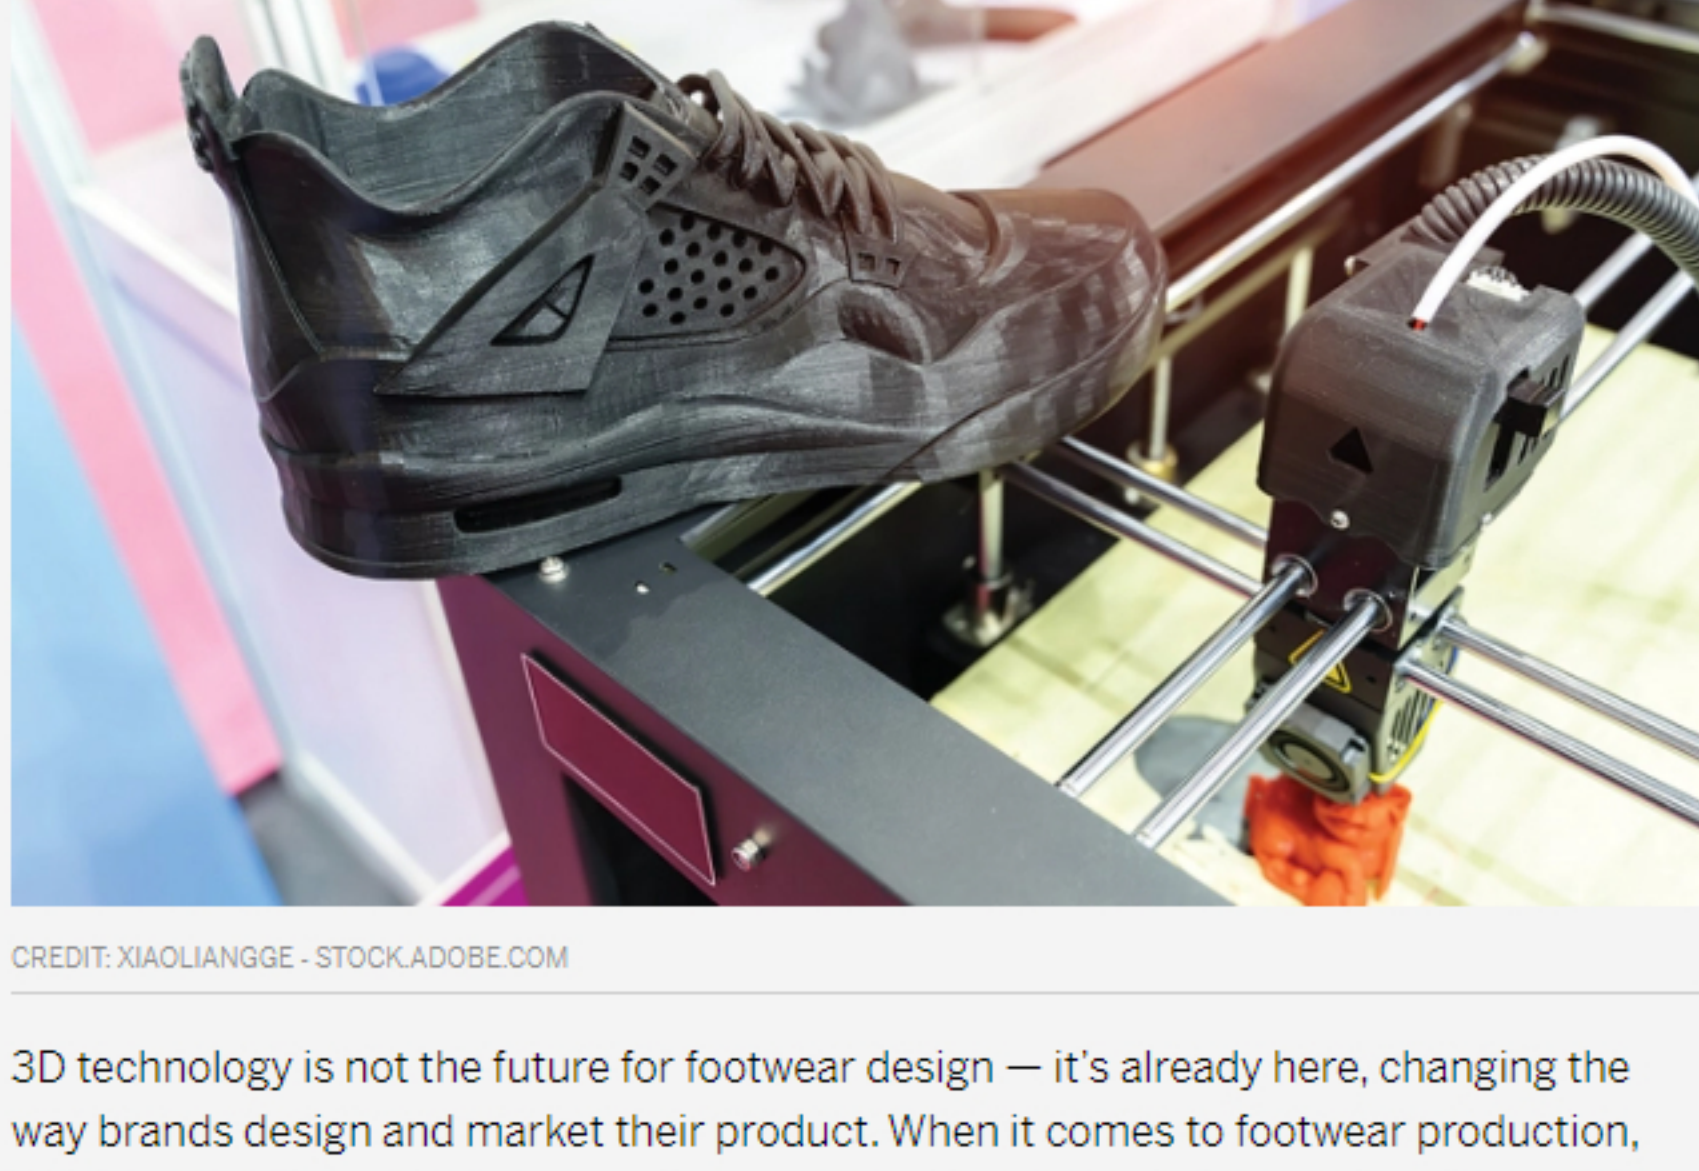 CREDIT: XIAOLIANGGE - STOCK.ADOBE.COM
3D technology is not the future for footwear design — it’s already here, changing the
way brands design and market their product. When it comes to footwear production,